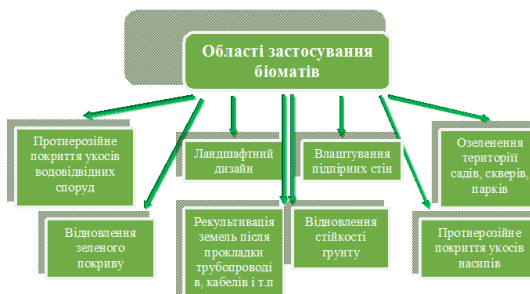 Області застосування
біоматів
Протиерозійне
покриття укосів
водовідвідних
споруд
Ландшафтний
дизайн
Влаштування
підпірних стін
Озеленення
території
садів, скверів,
парків
Відновлення
зеленого
покриву
Рекультивація
земель після
прокладки
трубопроводі
в, кабелів і т.п
Відновлення
стійкості
грунту
Протиерозійне
покриття укосів
насипів